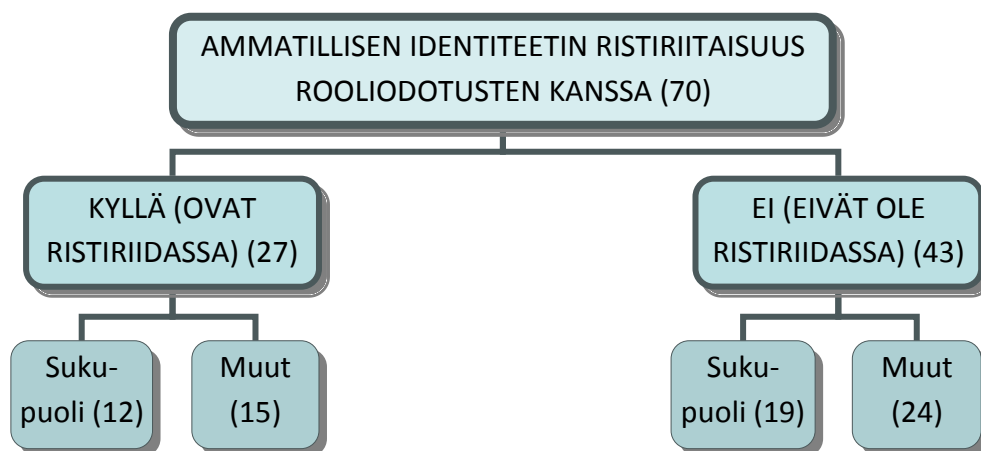 AMMATILLISEN IDENTITEETIN RISTIRIITAISUUS
ROOLIODOTUSTEN KANSSA (70)
KYLLÄ (OVAT
RISTIRIIDASSA) (27)
EI (EIVÄT OLE
RISTIRIIDASSA) (43)
Suku-
puoli (12)
Muut
(15)
Suku-
puoli (19)
Muut
(24)